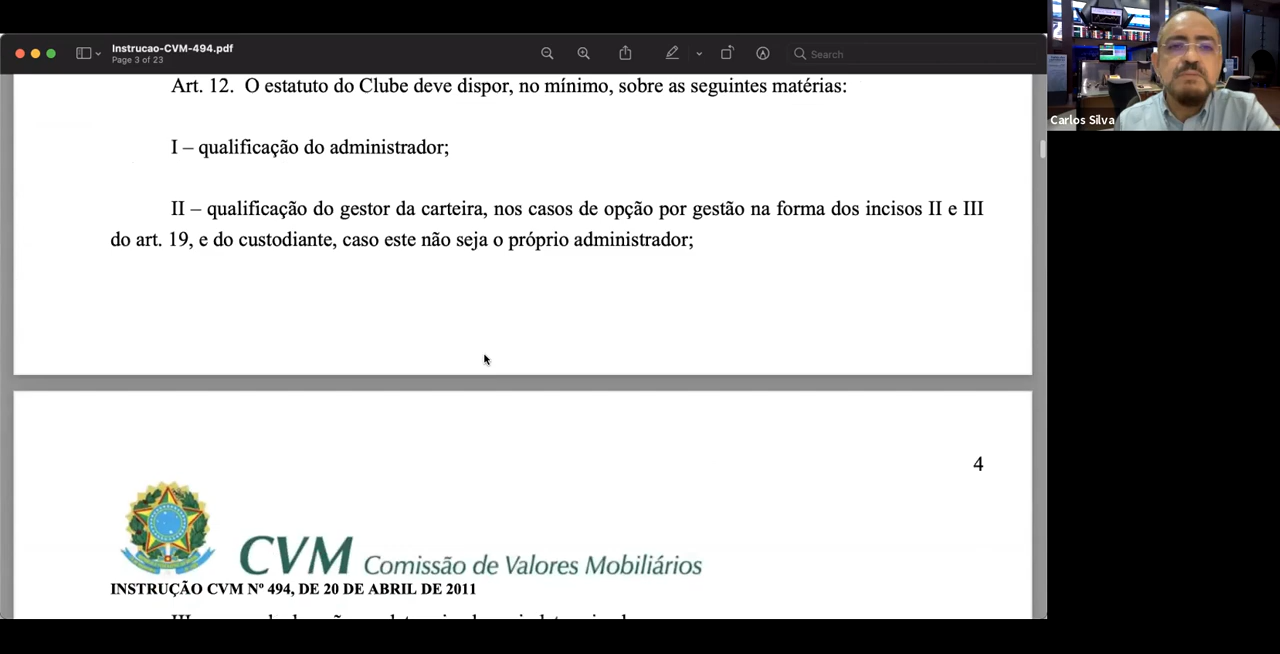 Instrucao-CVM-494.pdf
Page 3 of 23
Search
Carlos Silva
Art. 12. O estatuto do Clube deve dispor, no mínimo, sobre as seguintes matérias:
I – qualificação do administrador;
II – qualificação do gestor da carteira, nos casos de opção por gestão na forma dos incisos II e III
do art. 19, e do custodiante, caso este não seja o próprio administrador;
4
CVM Comissão de Valores Mobiliários
INSTRUÇÃO CVM Nº 494, DE 20 DE ABRIL DE 2011